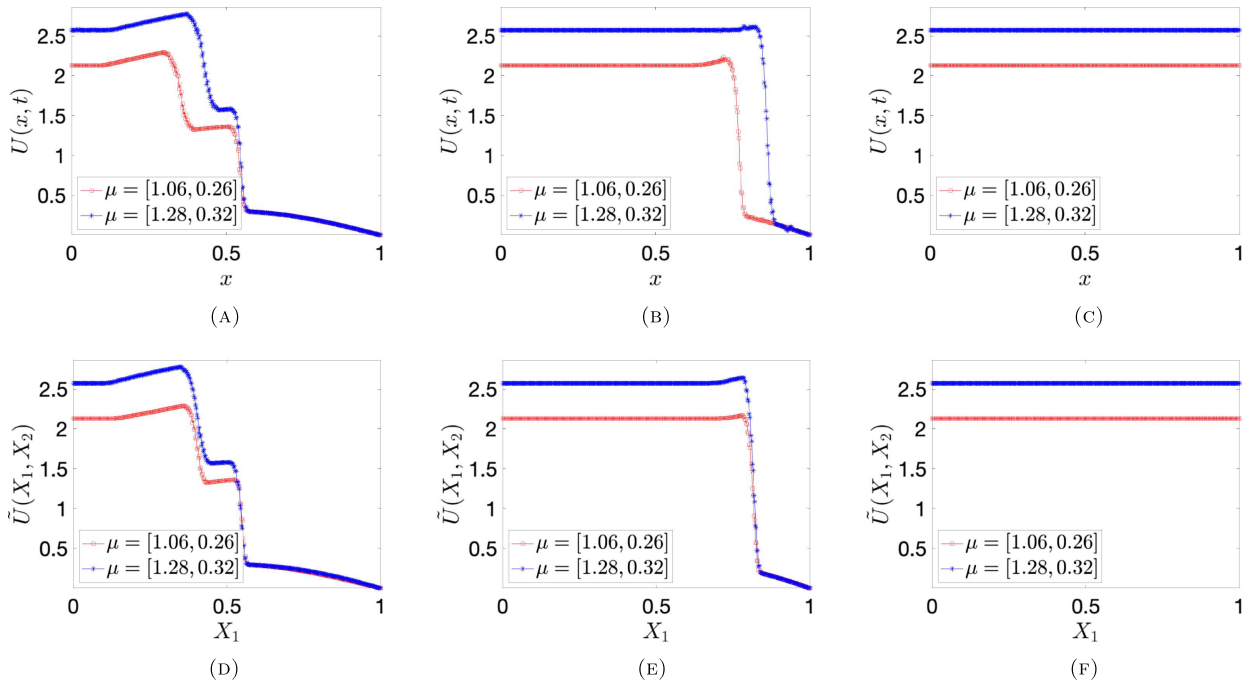 U(x, t)
2.5
2
1.5
1
0.5
μ = [1.06, 0.26]
μ = [1.28, 0.32]
0
0.5
1
x
(A)
U(x, t)
2.5
2
1.5
1
0.5
μ = [1.06, 0.26]
μ = [1.28, 0.32]
0
0.5
1
x
(B)
U(x, t)
2.5
2
1.5
1
0.5
μ = [1.06, 0.26]
μ = [1.28, 0.32]
0
0.5
1
x
(C)
Ũ(X₁, X₂)
2.5
2
1.5
1
0.5
μ = [1.06, 0.26]
μ = [1.28, 0.32]
0
0.5
1
X₁
(D)
Ũ(X₁, X₂)
2.5
2
1.5
1
0.5
μ = [1.06, 0.26]
μ = [1.28, 0.32]
0
0.5
1
X₁
(E)
Ũ(X₁, X₂)
2.5
2
1.5
1
0.5
μ = [1.06, 0.26]
μ = [1.28, 0.32]
0
0.5
1
X₁
(F)